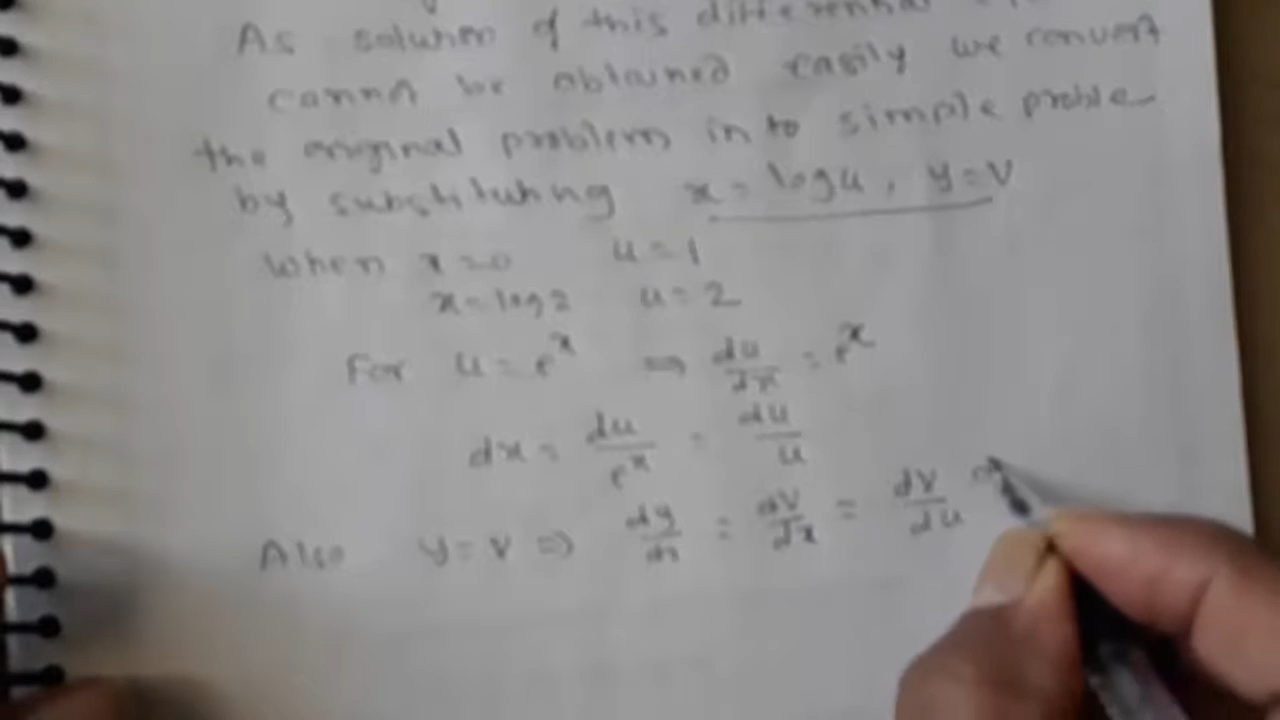 As solution of this differential
cannot be obtained easily we convert
the original problem in to simple proble
by substituting x = log u, y = v
When x = 0 u = 1
x = log 2 u = 2
For u = e^x ⇒ du/dx = e^x
dx = du/e^x = du/u
Also y = v ⇒ dy/dx = dv/dx = dv/du